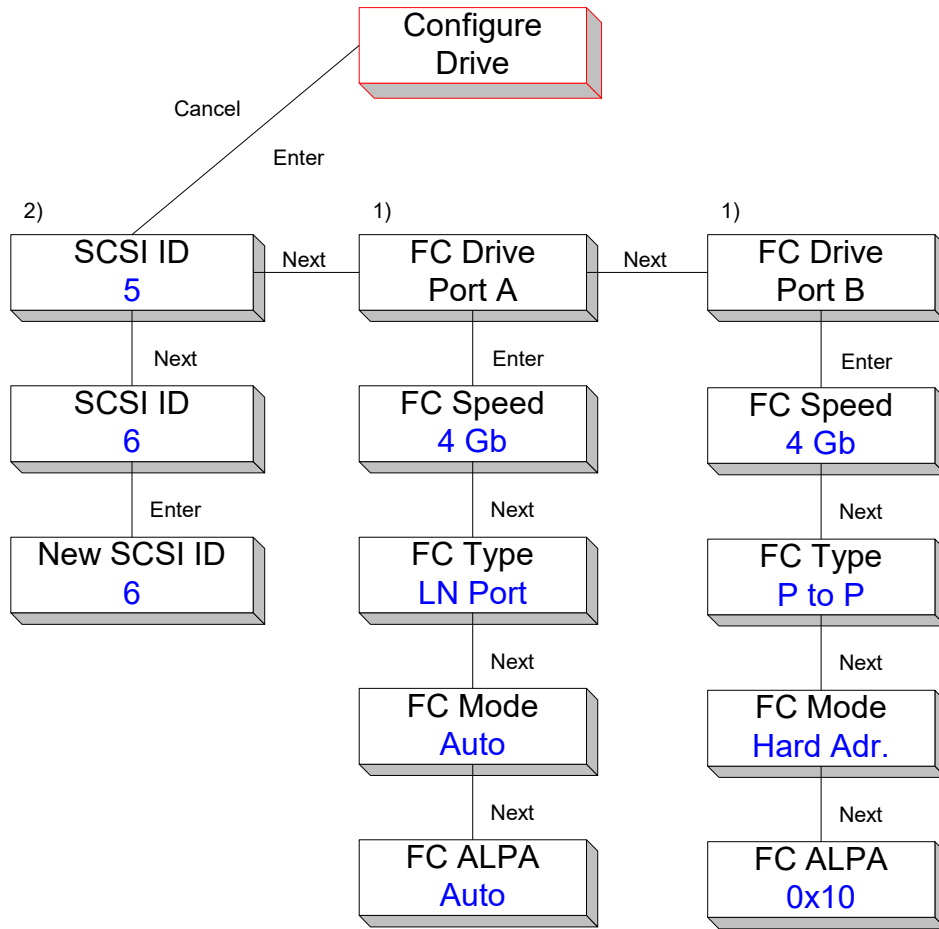 Configure
Drive
Cancel
Enter
2)
1)
1)
SCSI ID
5
Next
FC Drive
Port A
Next
FC Drive
Port B
Next
Enter
Enter
SCSI ID
6
FC Speed
4 Gb
FC Speed
4 Gb
Enter
Next
Next
New SCSI ID
6
FC Type
LN Port
FC Type
P to P
Next
Next
FC Mode
Auto
FC Mode
Hard Adr.
Next
Next
FC ALPA
Auto
FC ALPA
0x10